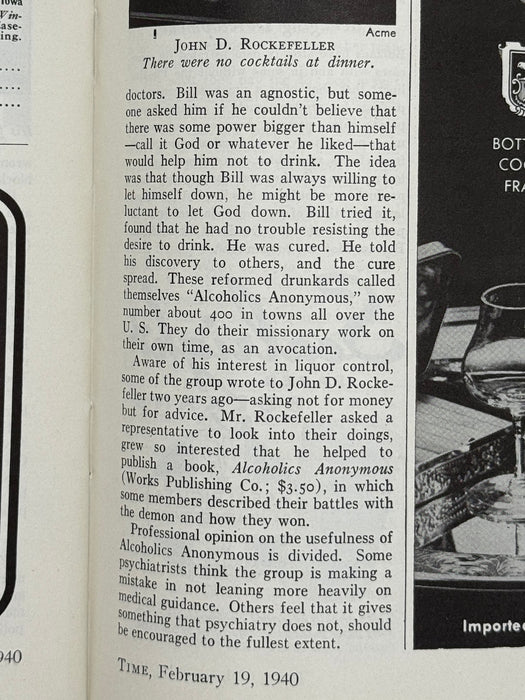 Iowa
Win-
ase-
ing.
940
Acme
JOHN D. ROCKEFELLER
There were no cocktails at dinner.
doctors. Bill was an agnostic, but some-
one asked him if he couldn't believe that
there was some power bigger than himself
—call it God or whatever he liked—that
would help him not to drink. The idea
was that though Bill was always willing to
let himself down, he might be more re-
luctant to let God down. Bill tried it,
found that he had no trouble resisting the
desire to drink. He was cured. He told
his discovery to others, and the cure
spread. These reformed drunkards called
themselves "Alcoholics Anonymous," now
number about 400 in towns all over the
U. S. They do their missionary work on
their own time, as an avocation.
Aware of his interest in liquor control,
some of the group wrote to John D. Rocke-
feller two years ago—asking not for money
but for advice. Mr. Rockefeller asked a
representative to look into their doings,
grew so interested that he helped to
publish a book, Alcoholics Anonymous
(Works Publishing Co.; $3.50), in which
some members described their battles with
the demon and how they won.
Professional opinion on the usefulness of
Alcoholics Anonymous is divided. Some
psychiatrists think the group is making a
mistake in not leaning more heavily on
medical guidance. Others feel that it gives
something that psychiatry does not, should
be encouraged to the fullest extent.
TIME, February 19, 1940
BOTT
CO
FRA
Importe